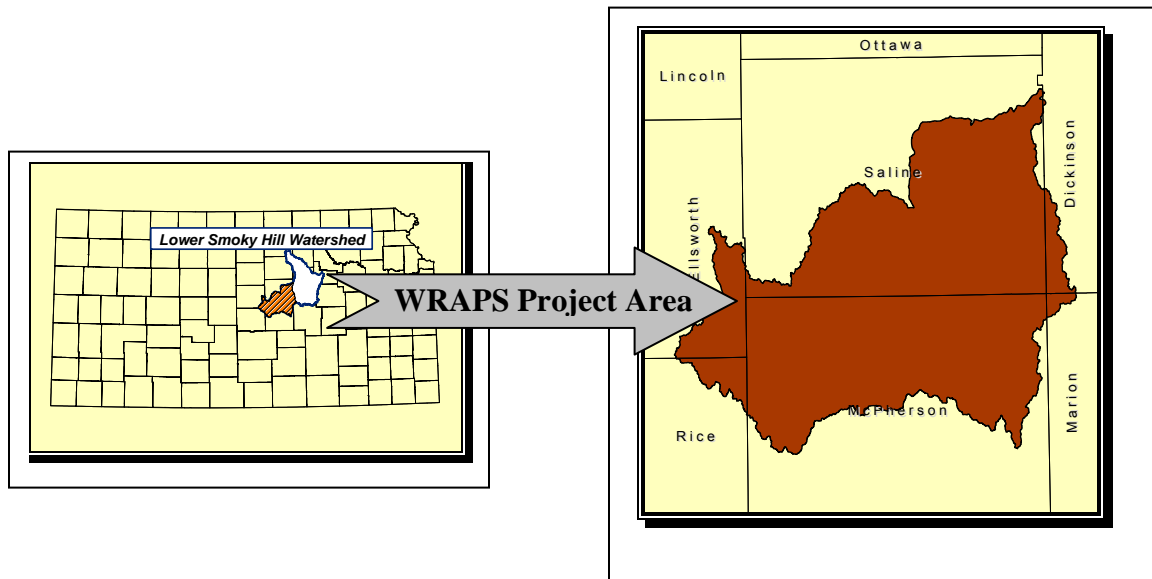 Lower Smoky Hill Watershed
WRAPS Project Area
Ottawa
Lincoln
Saline
Dickinson
Ellsworth
McPherson
Rice
Marion